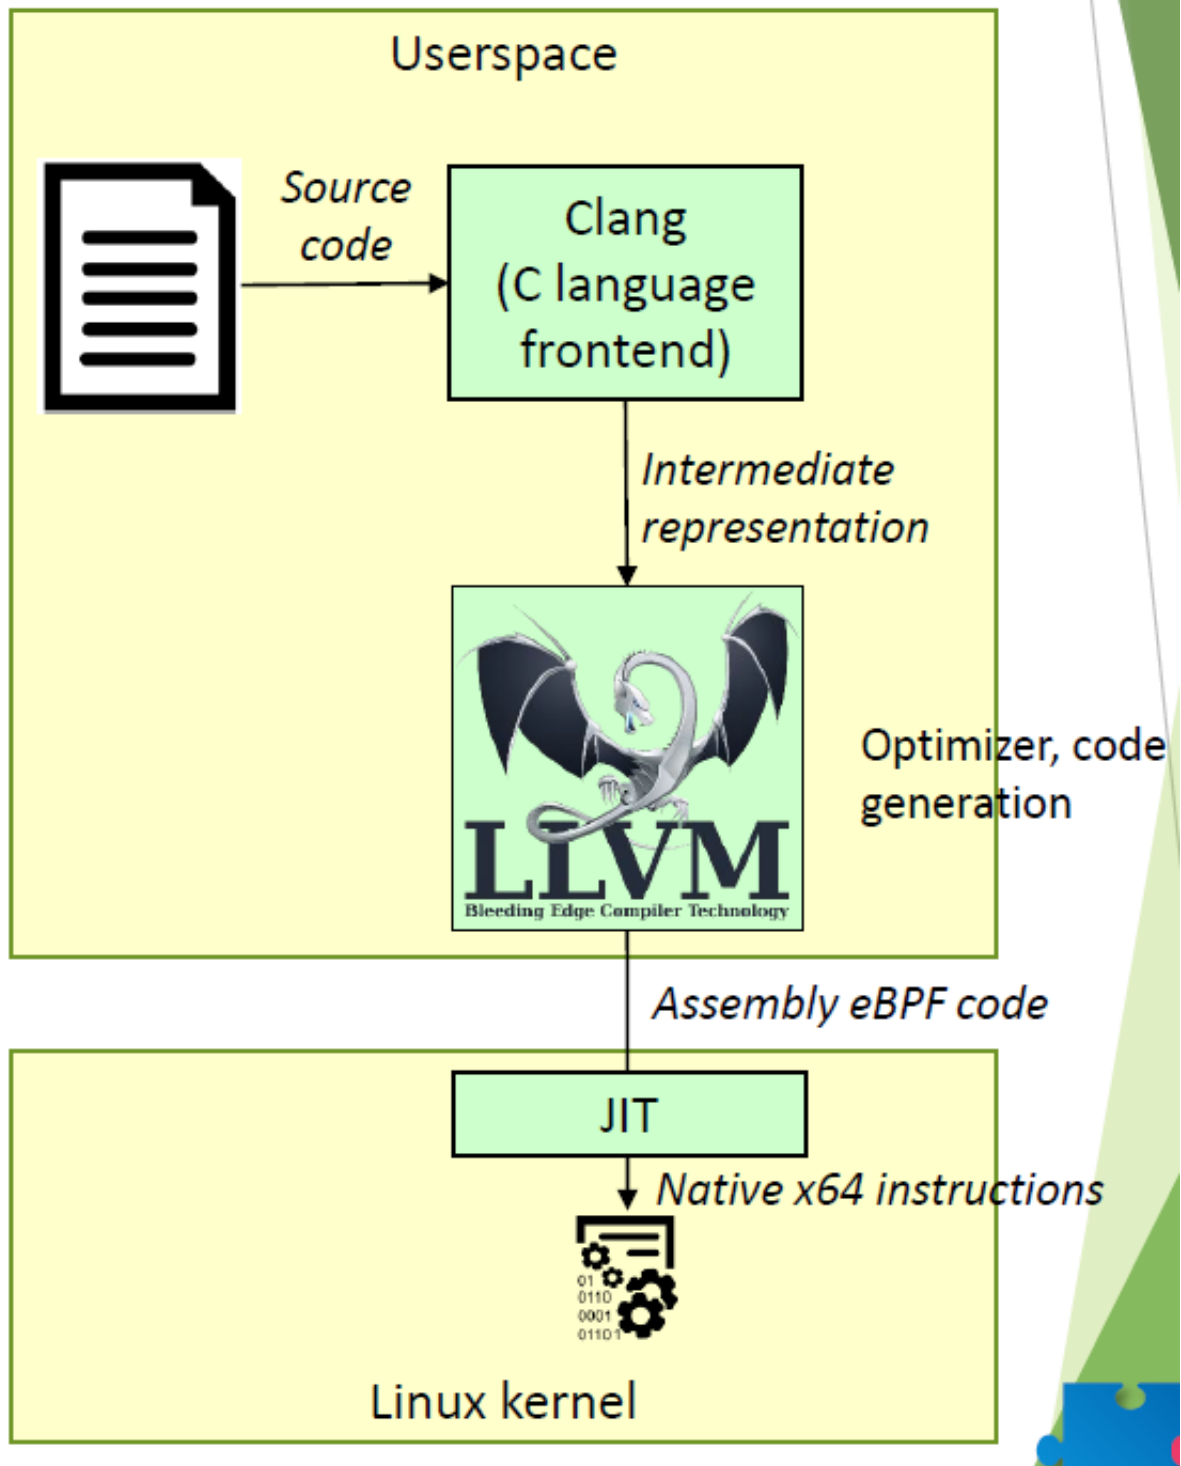 Userspace
Source
code
Clang
(C language
frontend)
Intermediate
representation
LLVM
Bleeding Edge Compiler Technology
Optimizer, code
generation
Assembly eBPF code
JIT
Native x64 instructions
01
0110
0001
01101
Linux kernel